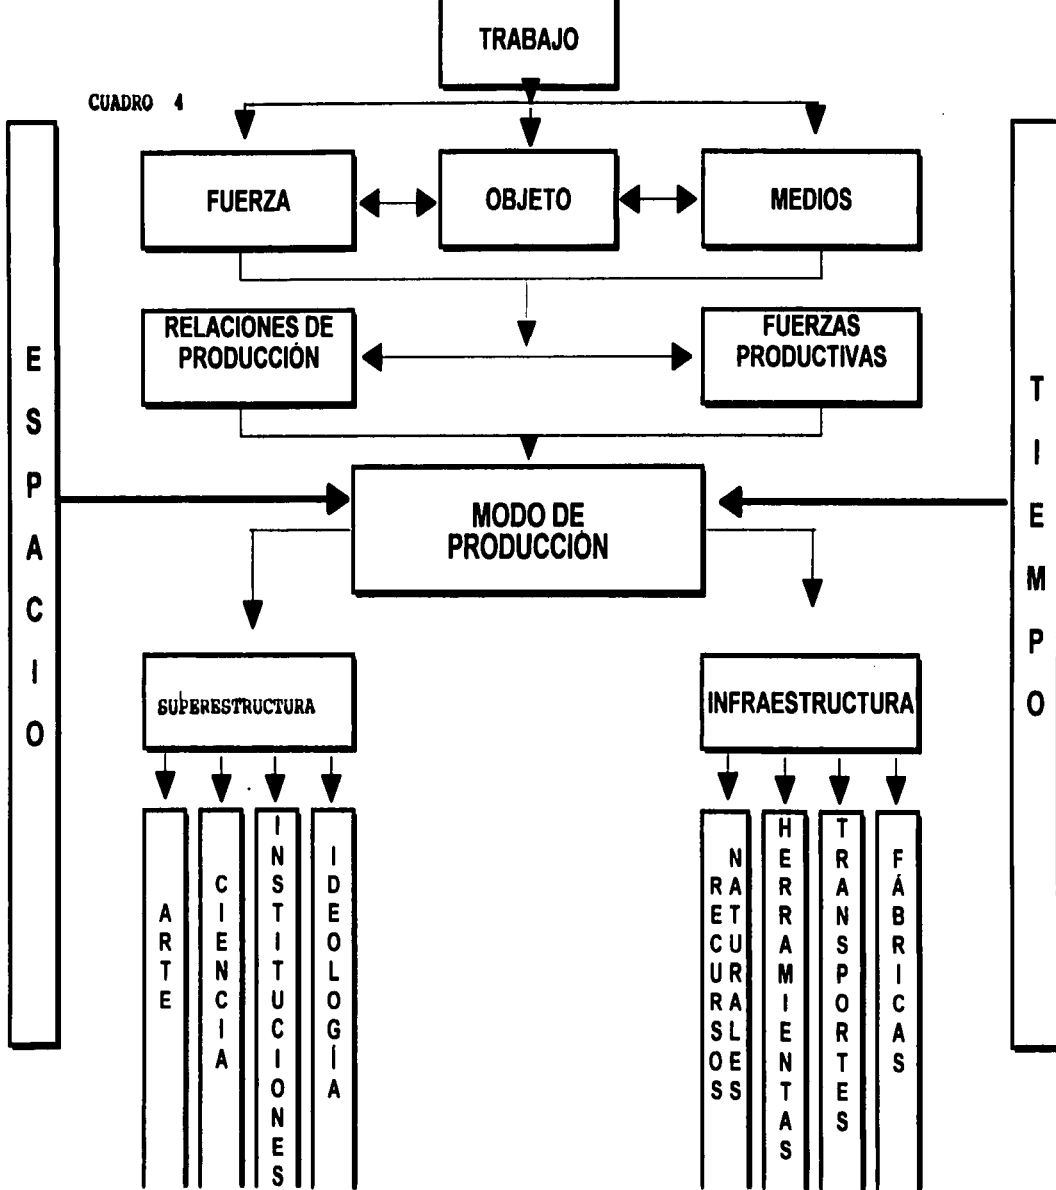 TRABAJO
CUADRO 4
FUERZA
OBJETO
MEDIOS
RELACIONES DE
PRODUCCIÓN
FUERZAS
PRODUCTIVAS
ESPACIO
TIEMPO
MODO DE
PRODUCCIÓN
SUPERESTRUCTURA
INFRAESTRUCTURA
ARTE
CIENCIA
INSTITUCIONES
IDEOLOGÍA
RECURSOS
NATURALES
HERRAMIENTAS
TRANSPORTES
FÁBRICAS